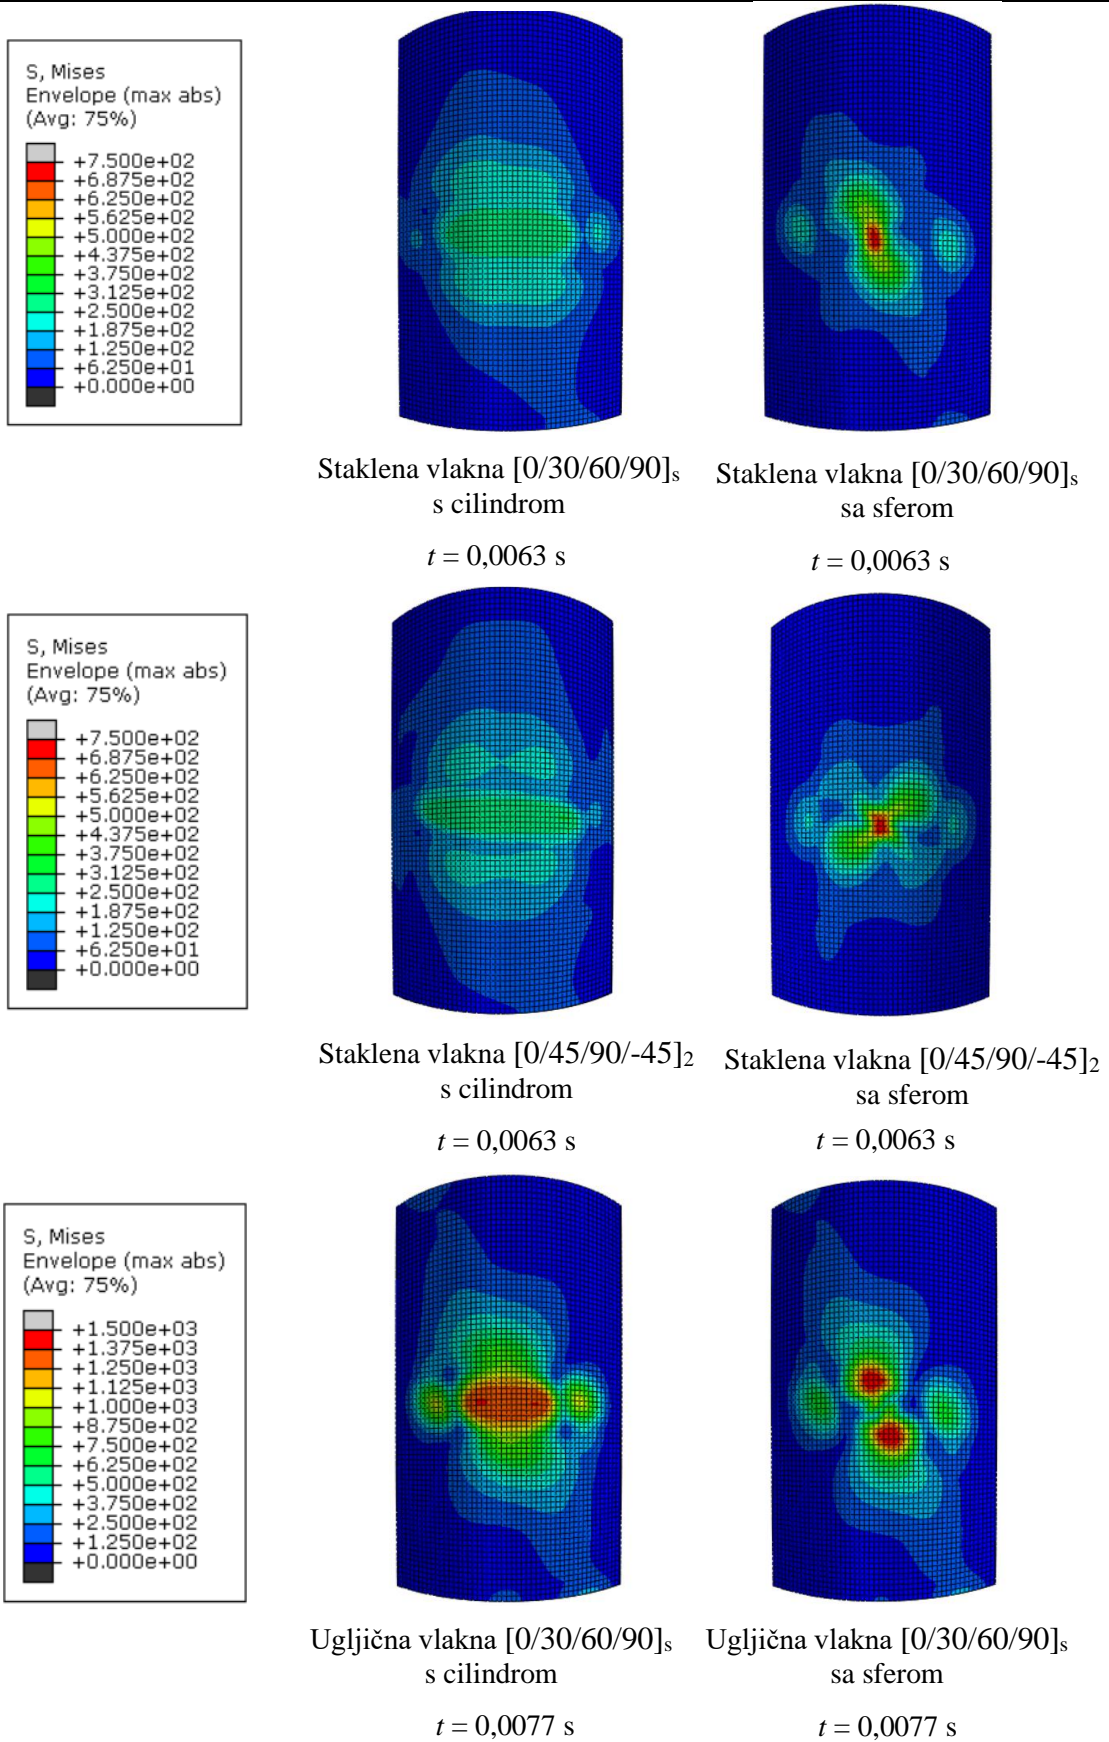 S, Mises
Envelope (max abs)
(Avg: 75%)
+7.500e+02
+6.875e+02
+6.250e+02
+5.625e+02
+5.000e+02
+4.375e+02
+3.750e+02
+3.125e+02
+2.500e+02
+1.875e+02
+1.250e+02
+6.250e+01
+0.000e+00
Staklena vlakna [0/30/60/90]s
s cilindrom
t = 0,0063 s
Staklena vlakna [0/30/60/90]s
sa sferom
t = 0,0063 s
S, Mises
Envelope (max abs)
(Avg: 75%)
+7.500e+02
+6.875e+02
+6.250e+02
+5.625e+02
+5.000e+02
+4.375e+02
+3.750e+02
+3.125e+02
+2.500e+02
+1.875e+02
+1.250e+02
+6.250e+01
+0.000e+00
Staklena vlakna [0/45/90/-45]2
s cilindrom
t = 0,0063 s
Staklena vlakna [0/45/90/-45]2
sa sferom
t = 0,0063 s
S, Mises
Envelope (max abs)
(Avg: 75%)
+1.500e+03
+1.375e+03
+1.250e+03
+1.125e+03
+1.000e+03
+8.750e+02
+7.500e+02
+6.250e+02
+5.000e+02
+3.750e+02
+2.500e+02
+1.250e+02
+0.000e+00
Ugljična vlakna [0/30/60/90]s
s cilindrom
t = 0,0077 s
Ugljična vlakna [0/30/60/90]s
sa sferom
t = 0,0077 s